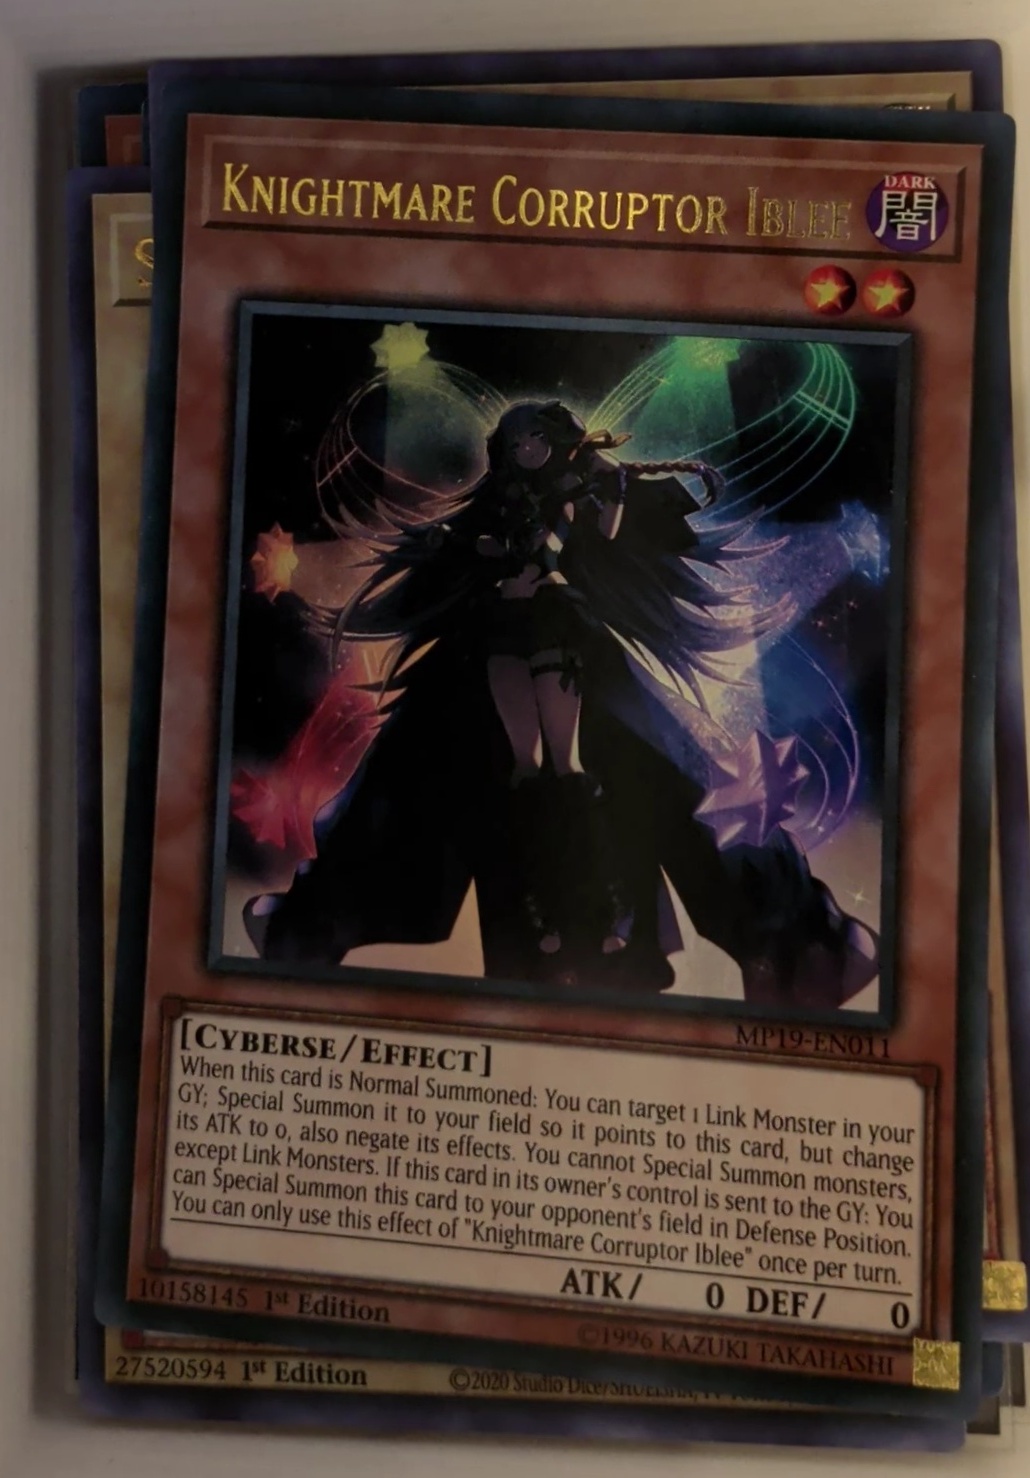 KNIGHTMARE CORRUPTOR IBLEE
DARK
闇
MP19-EN011
[CYBERSE/EFFECT]
When this card is Normal Summoned: You can target 1 Link Monster in your
GY; Special Summon it to your field so it points to this card, but change
its ATK to 0, also negate its effects. You cannot Special Summon monsters,
except Link Monsters. If this card in its owner's control is sent to the GY: You
can Special Summon this card to your opponent's field in Defense Position.
You can only use this effect of "Knightmare Corruptor Iblee" once per turn.
ATK/ 0 DEF/ 0
10158145 1st Edition
©1996 KAZUKI TAKAHASHI
27520594 1st Edition
©2020 Studio Dice/SHUEISHA,